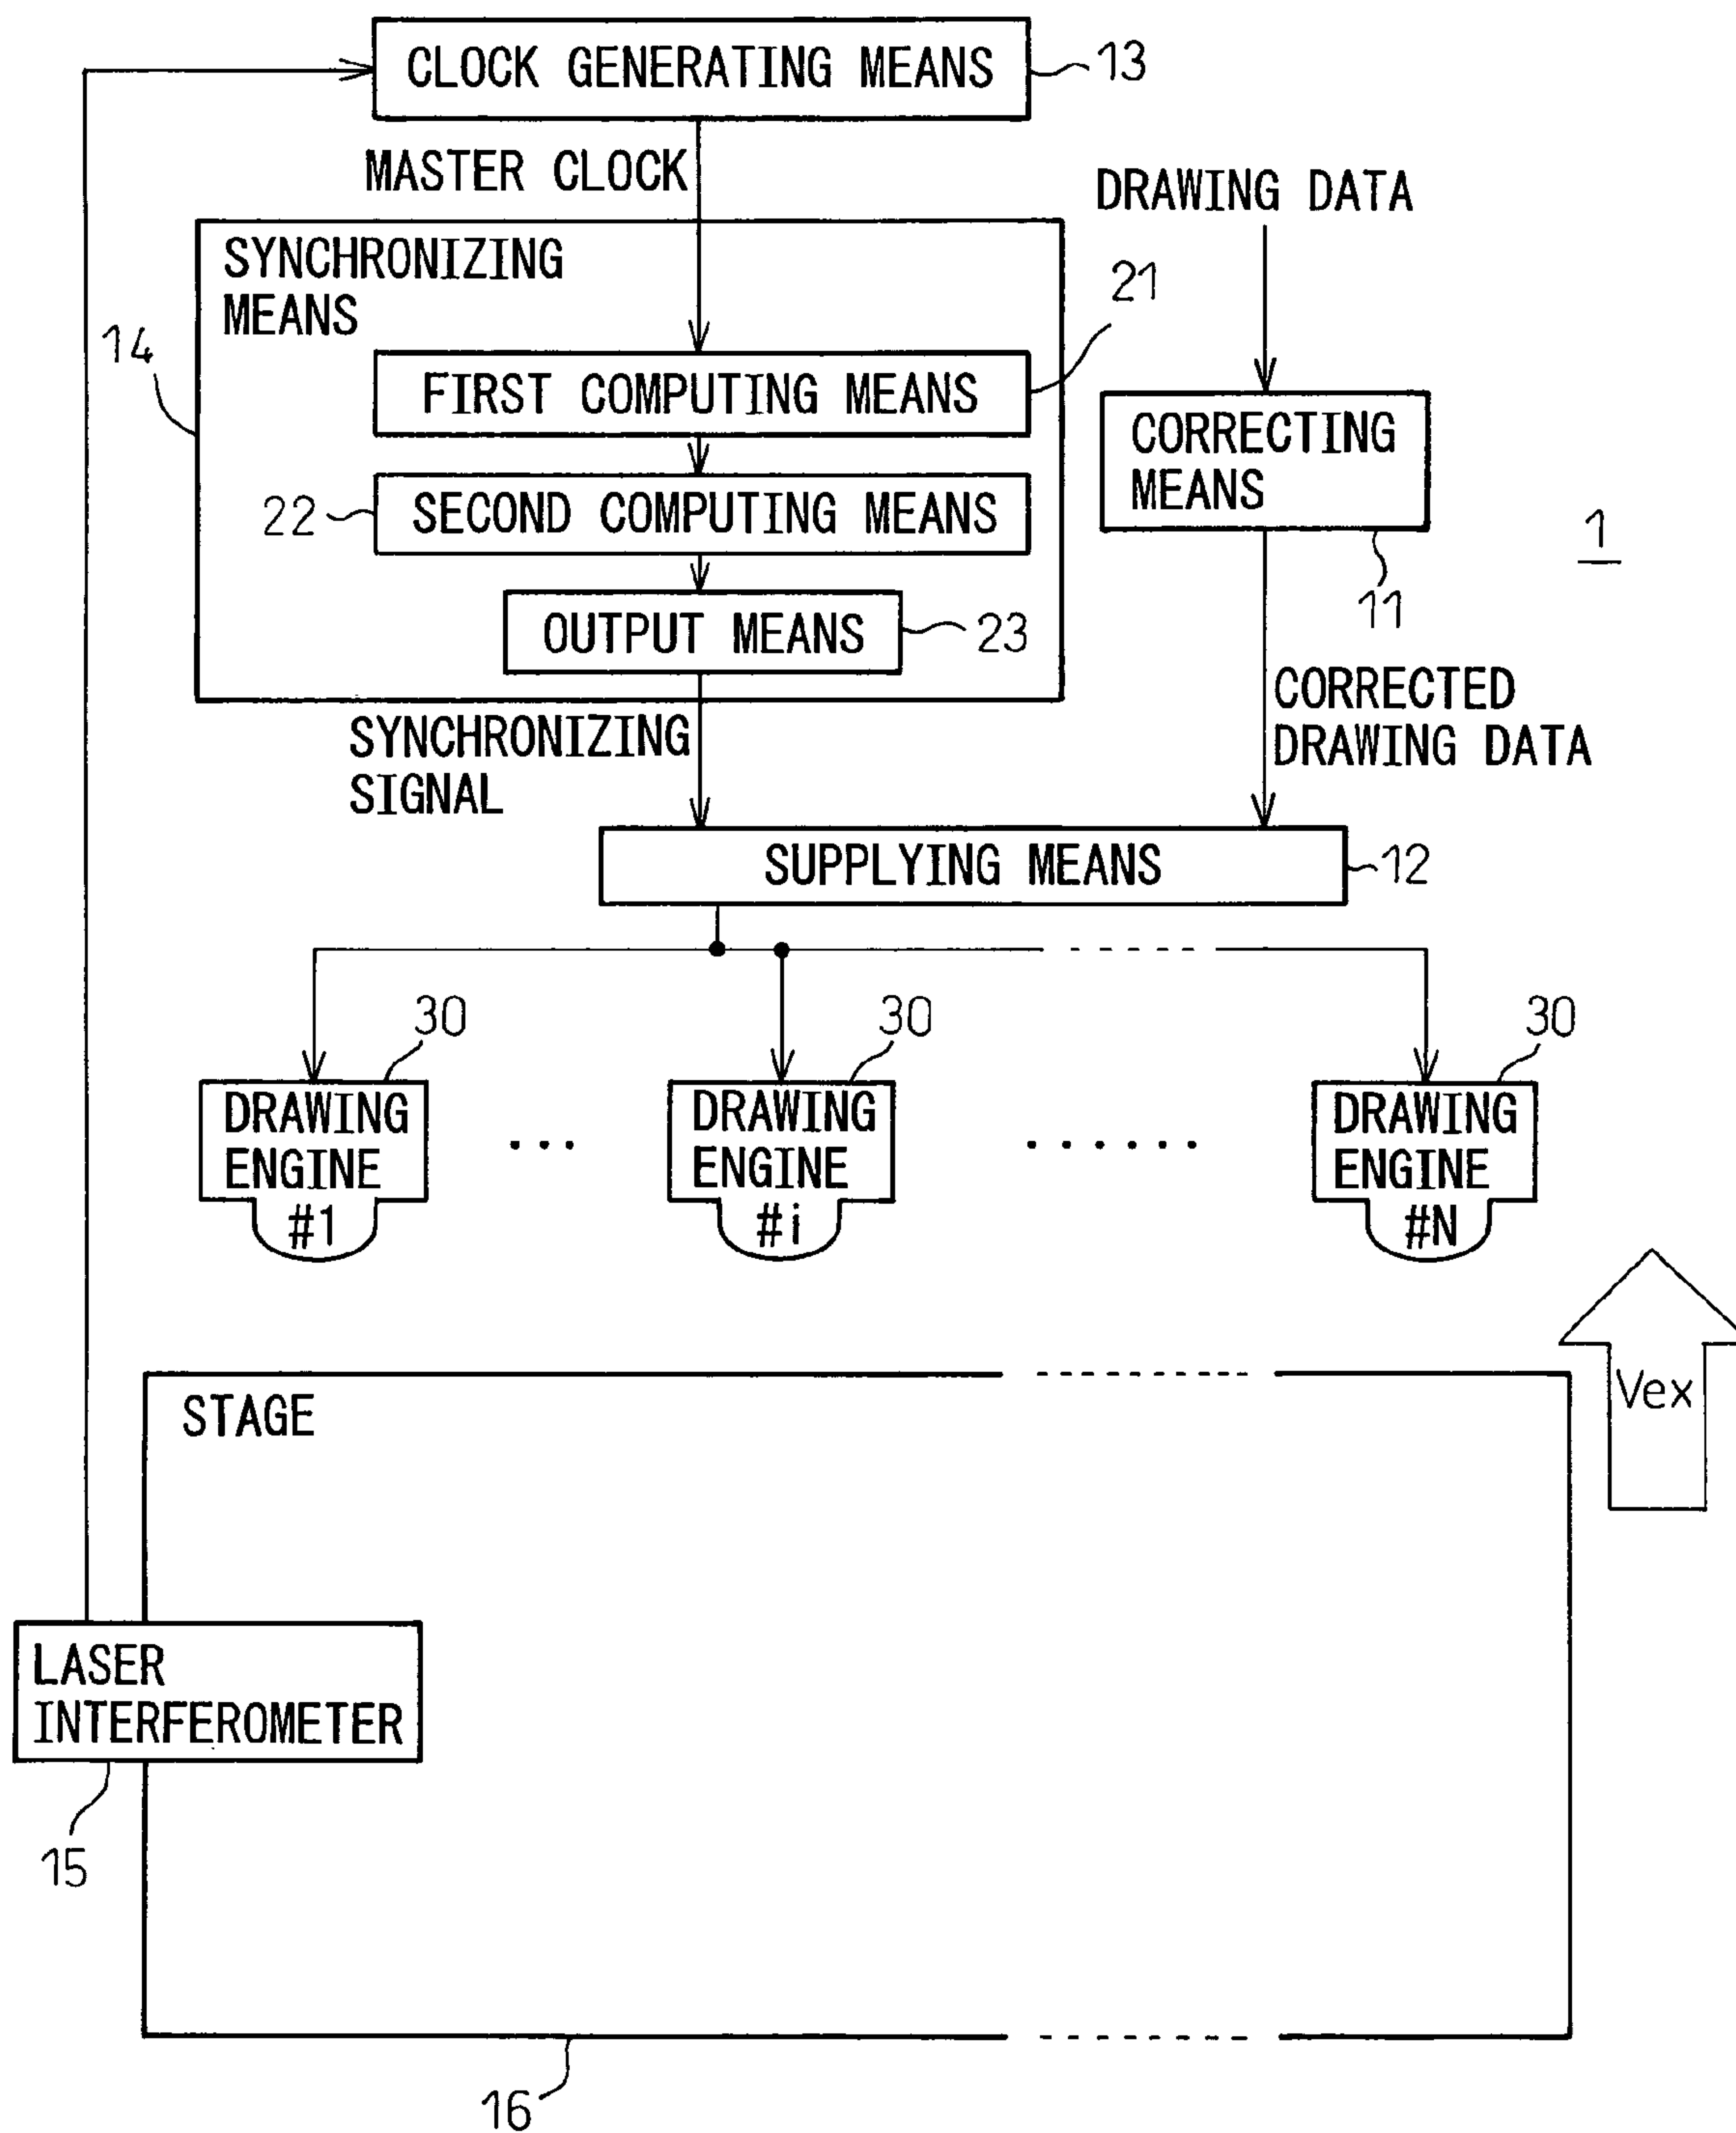 CLOCK GENERATING MEANS
13
MASTER CLOCK
DRAWING DATA
SYNCHRONIZING
MEANS
21
14
FIRST COMPUTING MEANS
CORRECTING
MEANS
22
SECOND COMPUTING MEANS
1
11
OUTPUT MEANS
23
CORRECTED
DRAWING DATA
SYNCHRONIZING
SIGNAL
SUPPLYING MEANS
12
30
30
30
DRAWING
ENGINE
#1
DRAWING
ENGINE
#i
DRAWING
ENGINE
#N
Vex
STAGE
LASER
INTERFEROMETER
15
16